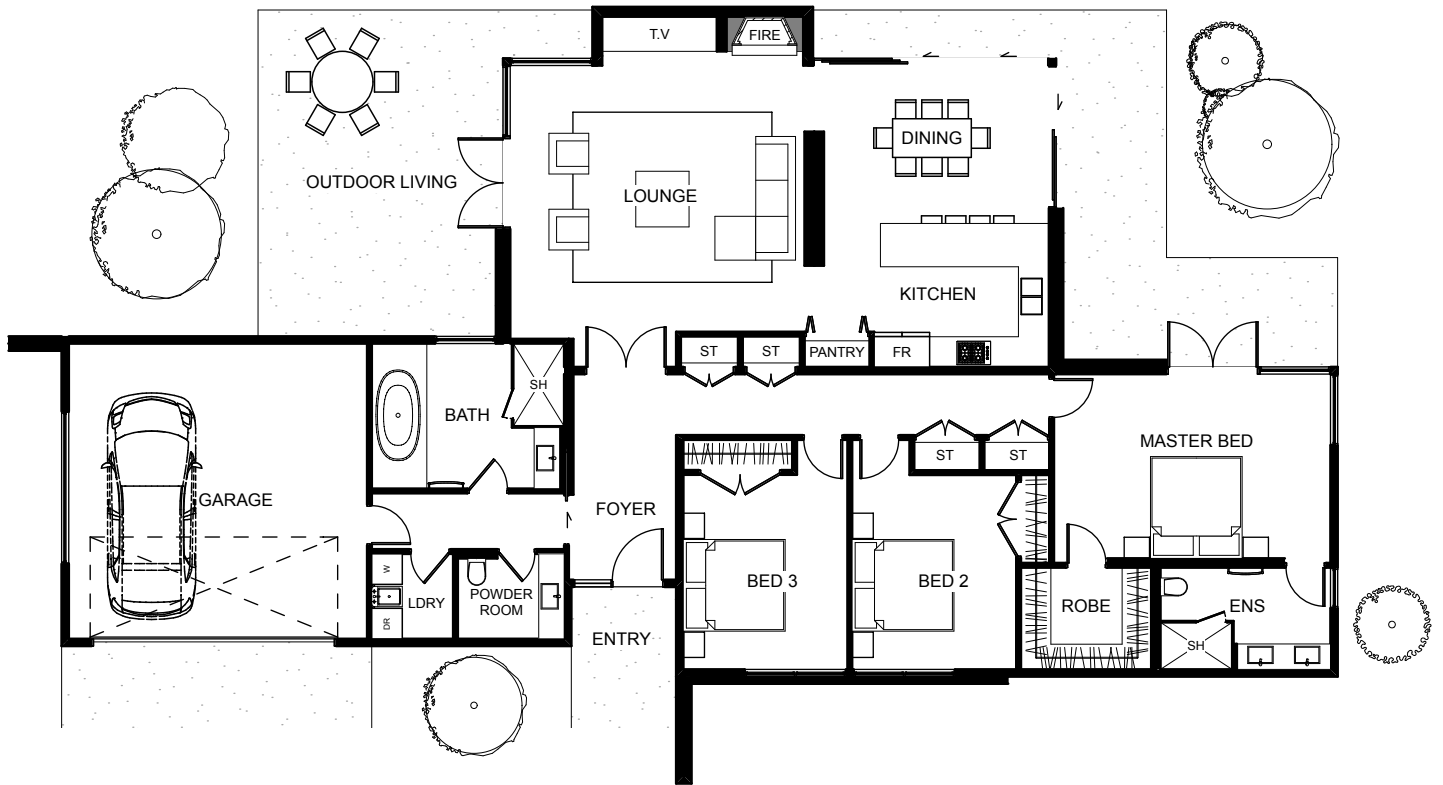 T.V
FIRE
DINING
OUTDOOR LIVING
LOUNGE
KITCHEN
ST
ST
PANTRY
FR
SH
BATH
MASTER BED
ST
ST
GARAGE
FOYER
W
BED 3
BED 2
LDRY
POWDER
ROOM
ROBE
ENS
DR
ENTRY
SH